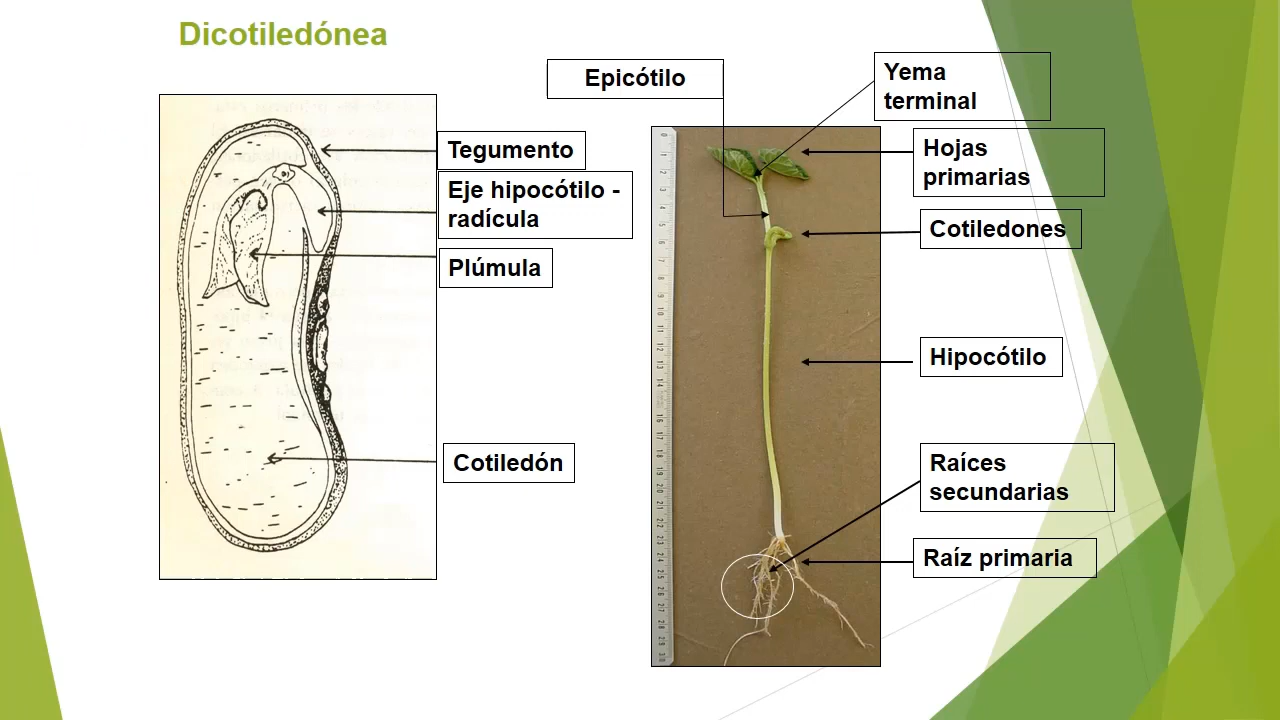 Dicotiledónea
Epicótilo
Yema
terminal
Tegumento
Eje hipocótilo -
radícula
Plúmula
Cotiledón
Hojas
primarias
Cotiledones
Hipocótilo
Raíces
secundarias
Raíz primaria